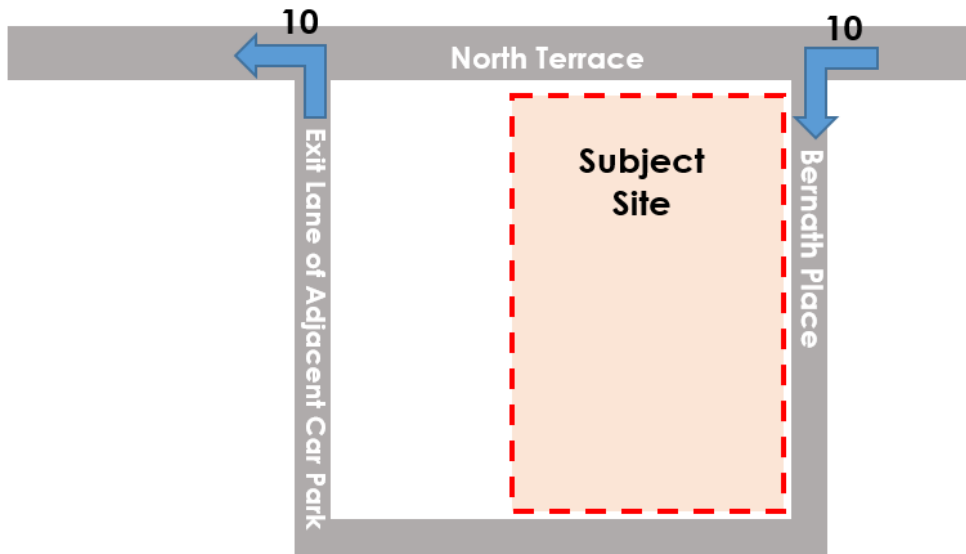 10
10
North Terrace
Subject
Site
Exit Lane of Adjacent Car Park
Bernath Place